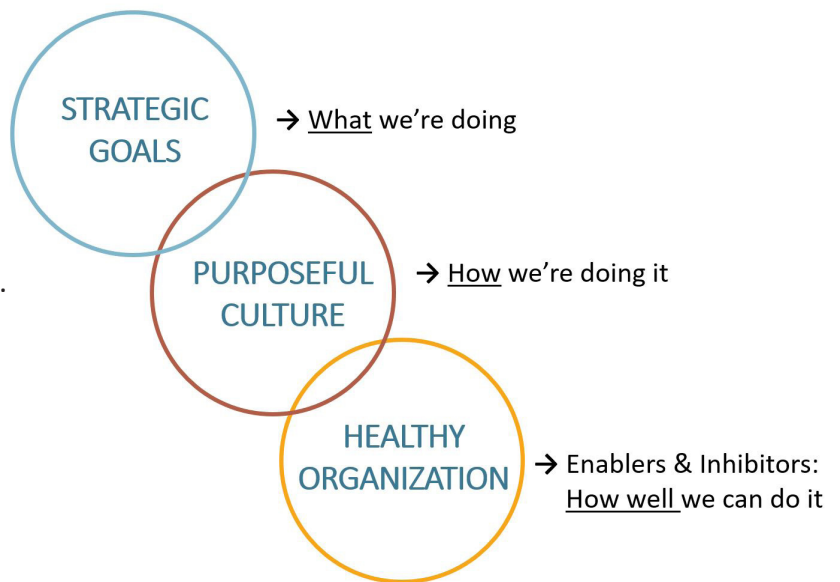 STRATEGIC
GOALS
→ What we're doing
PURPOSEFUL
CULTURE
→ How we're doing it
.
HEALTHY
ORGANIZATION
→ Enablers & Inhibitors:
How well we can do it